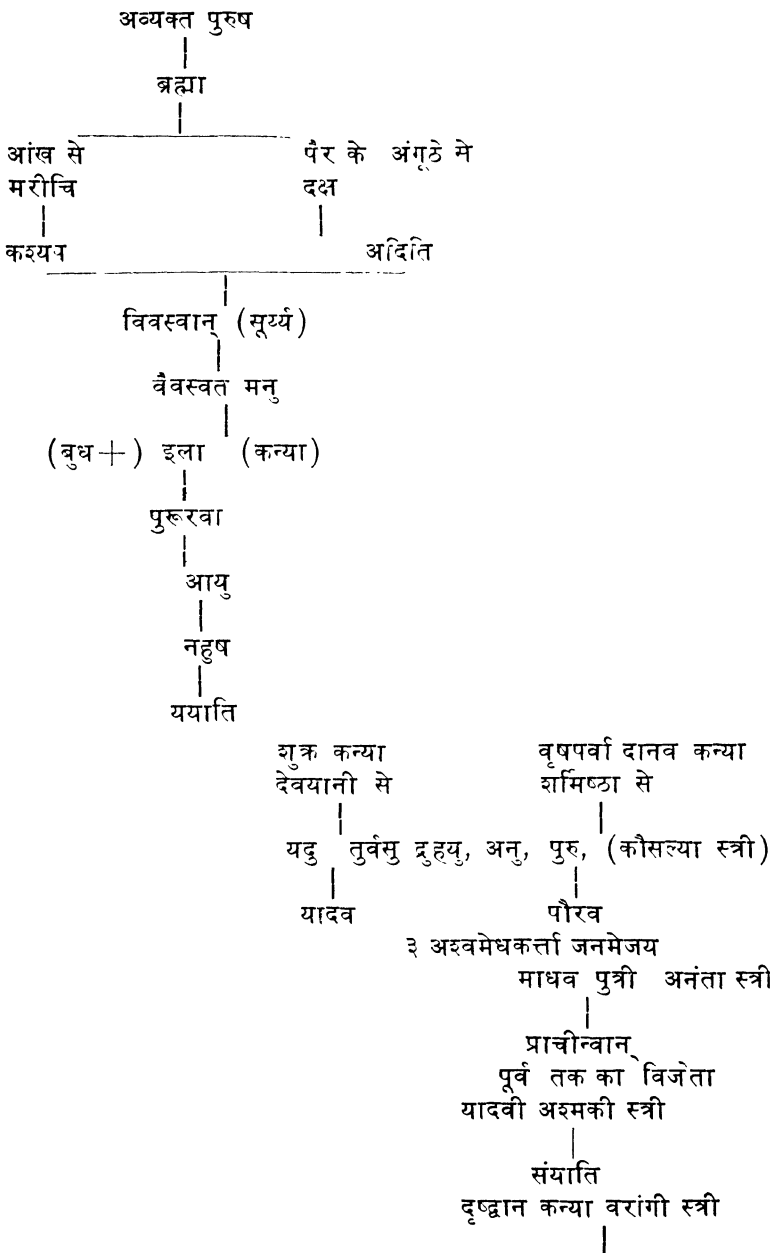 अव्यक्त पुरुष
ब्रह्मा
आंख से पैर के अंगूठे मे
मरीचि दक्ष
कश्यप अदिति
विवस्वान् (सूर्य्य)
वैवस्वत मनु
(बुध+) इला (कन्या)
पुरूरवा
आयु
नहुष
ययाति
शुक्र कन्या वृषपर्वा दानव कन्या
देवयानी से शर्मिष्ठा से
यदु तुर्वसु द्रुहयु, अनु, पुरु, (कौसल्या स्त्री)
यादव पौरव
३ अश्वमेधकर्त्ता जनमेजय
माधव पुत्री अनंता स्त्री
प्राचीन्वान्
पूर्व तक का विजेता
यादवी अश्मकी स्त्री
संयाति
दृष्द्वान कन्या वरांगी स्त्री